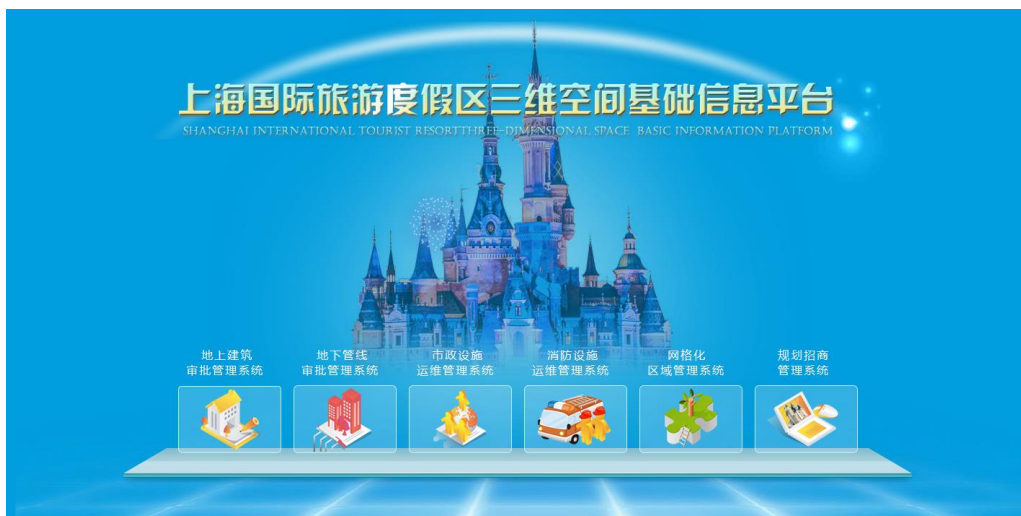 上海国际旅游度假区三维空间基础信息平台
SHANGHAI INTERNATIONAL TOURIST RESORTTHREE-DIMENSIONAL SPACE BASIC INFORMATION PLATFORM
地上建筑
审批管理系统
地下管线
审批管理系统
市政设施
运维管理系统
消防设施
运维管理系统
网格化
区域管理系统
规划招商
管理系统